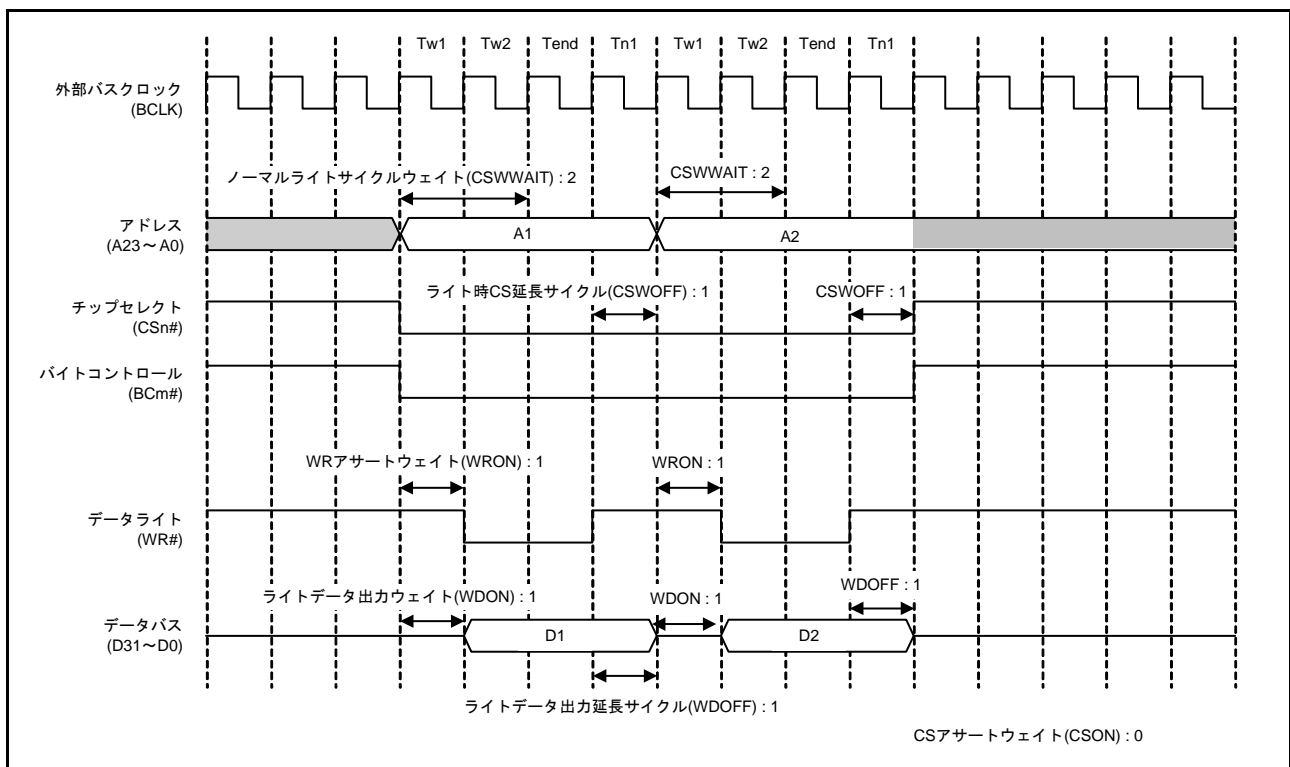 Tw1 Tw2 Tend Tn1 Tw1 Tw2 Tend Tn1
外部バスクロック
(BCLK)
ノーマルライトサイクルウェイト(CSWWAIT) : 2
CSWWAIT : 2
アドレス
(A23～A0)
A1
A2
ライト時CS延長サイクル(CSWOFF) : 1
CSWOFF : 1
チップセレクト
(CSn#)
バイトコントロール
(BCm#)
WRアサートウェイト(WRON) : 1
WRON : 1
データライト
(WR#)
ライトデータ出力ウェイト(WDON) : 1
WDON : 1
WDOFF : 1
データバス
(D31～D0)
D1
D2
ライトデータ出力延長サイクル(WDOFF) : 1
CSアサートウェイト(CSON) : 0